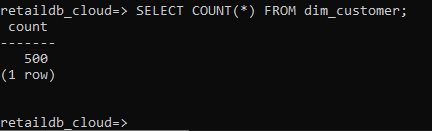 retaildb_cloud=> SELECT COUNT(*) FROM dim_customer;
 count
-------
   500
(1 row)
retaildb_cloud=>